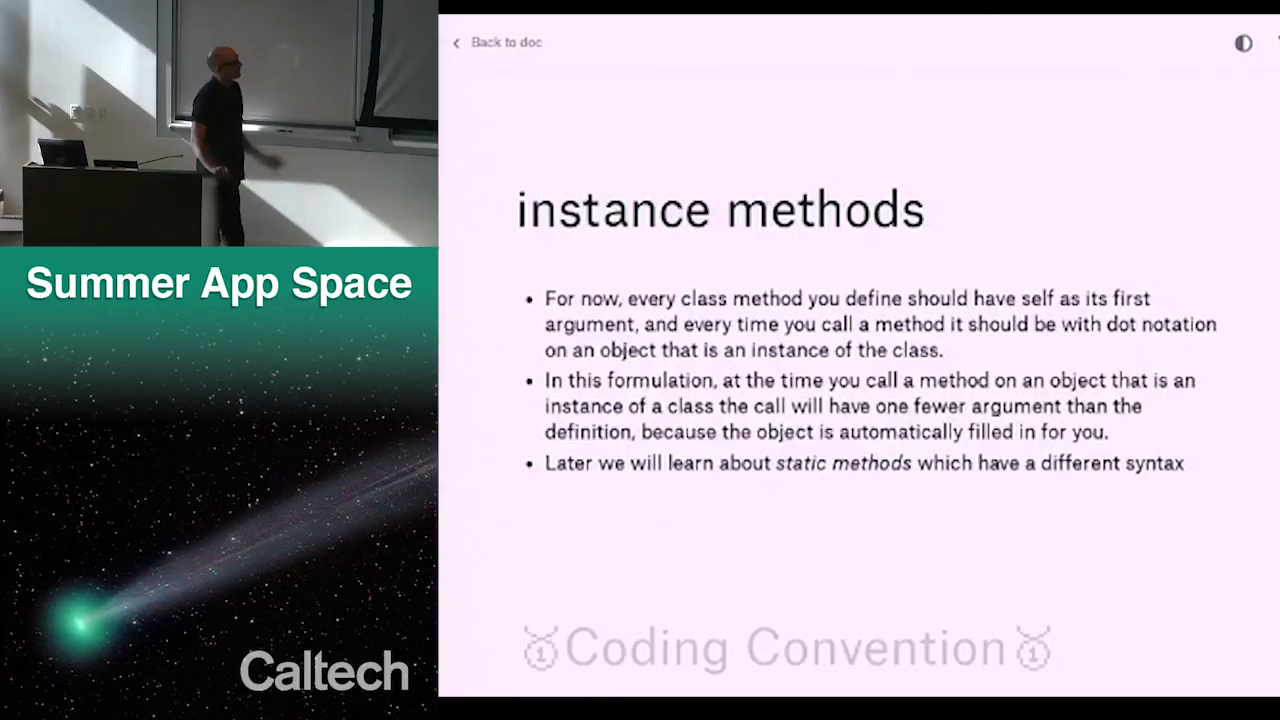 Back to doc
instance methods
• For now, every class method you define should have self as its first
argument, and every time you call a method it should be with dot notation
on an object that is an instance of the class.
• In this formulation, at the time you call a method on an object that is an
instance of a class the call will have one fewer argument than the
definition, because the object is automatically filled in for you.
• Later we will learn about static methods which have a different syntax
🥇Coding Convention🥇
Summer App Space
Caltech